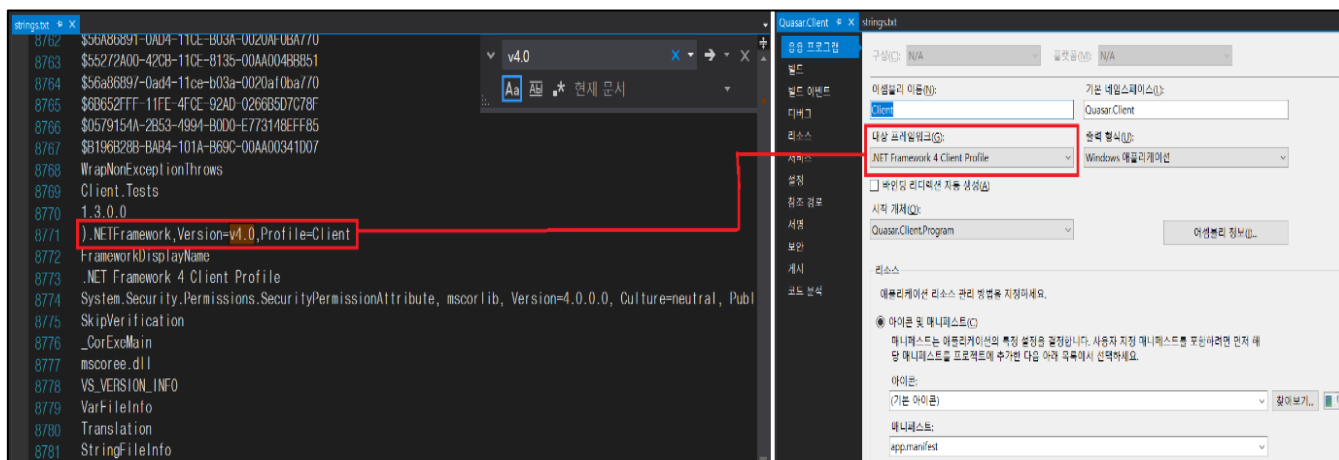 strings.txt
8762 $56A86891-0AD4-11CE-B03A-0020AF0BA770
8763 $55272A00-42CB-11CE-8135-00AA004BB851
8764 $56a86897-0ad4-11ce-b03a-0020af0ba770
8765 $6B652FFF-11FE-4FCE-92AD-0266B5D7C78F
8766 $0579154A-2B53-4994-B0D0-E773148EFF85
8767 $B196B28B-BAB4-101A-B69C-00AA00341D07
8768 WrapNonExceptionThrows
8769 Client.Tests
8770 1.3.0.0
8771 ).NETFramework,Version=v4.0,Profile=Client
8772 FrameworkDisplayName
8773 .NET Framework 4 Client Profile
8774 System.Security.Permissions.SecurityPermissionAttribute, mscorlib, Version=4.0.0.0, Culture=neutral, Publ
8775 SkipVerification
8776 _CorExeMain
8777 mscoree.dll
8778 VS_VERSION_INFO
8779 VarFileInfo
8780 Translation
8781 StringFileInfo
v4.0
Aa Abl .* 현재 문서
Quasar.Client strings.txt
응용 프로그램
빌드
빌드 이벤트
디버그
리소스
서비스
설정
참조 경로
서명
보안
게시
코드 분석
구성(C): N/A 플랫폼(M): N/A
어셈블리 이름(N): 기본 네임스페이스(L):
Client Quasar.Client
대상 프레임워크(G): 출력 형식(U):
.NET Framework 4 Client Profile Windows 애플리케이션
바인딩 리디렉션 자동 생성(A)
시작 개체(O):
Quasar.Client.Program 어셈블리 정보(I)...
리소스
애플리케이션 리소스 관리 방법을 지정하세요.
아이콘 및 매니페스트(C)
매니페스트는 애플리케이션의 특정 설정을 결정합니다. 사용자 지정 매니페스트를 포함하려면 먼저 해
당 매니페스트를 프로젝트에 추가한 다음 아래 목록에서 선택하세요.
아이콘:
(기본 아이콘) 찾아보기...
매니페스트:
app.manifest